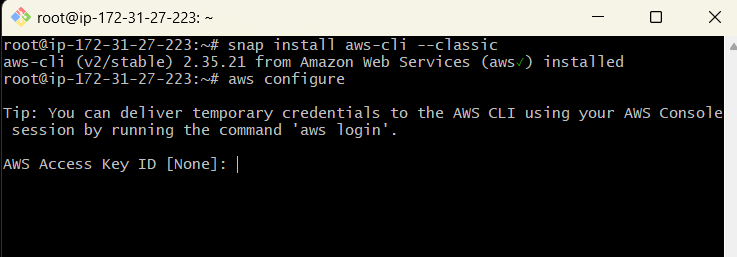 root@ip-172-31-27-223: ~
root@ip-172-31-27-223:~# snap install aws-cli --classic
aws-cli (v2/stable) 2.35.21 from Amazon Web Services (aws✓) installed
root@ip-172-31-27-223:~# aws configure
Tip: You can deliver temporary credentials to the AWS CLI using your AWS Console
 session by running the command 'aws login'.
AWS Access Key ID [None]: